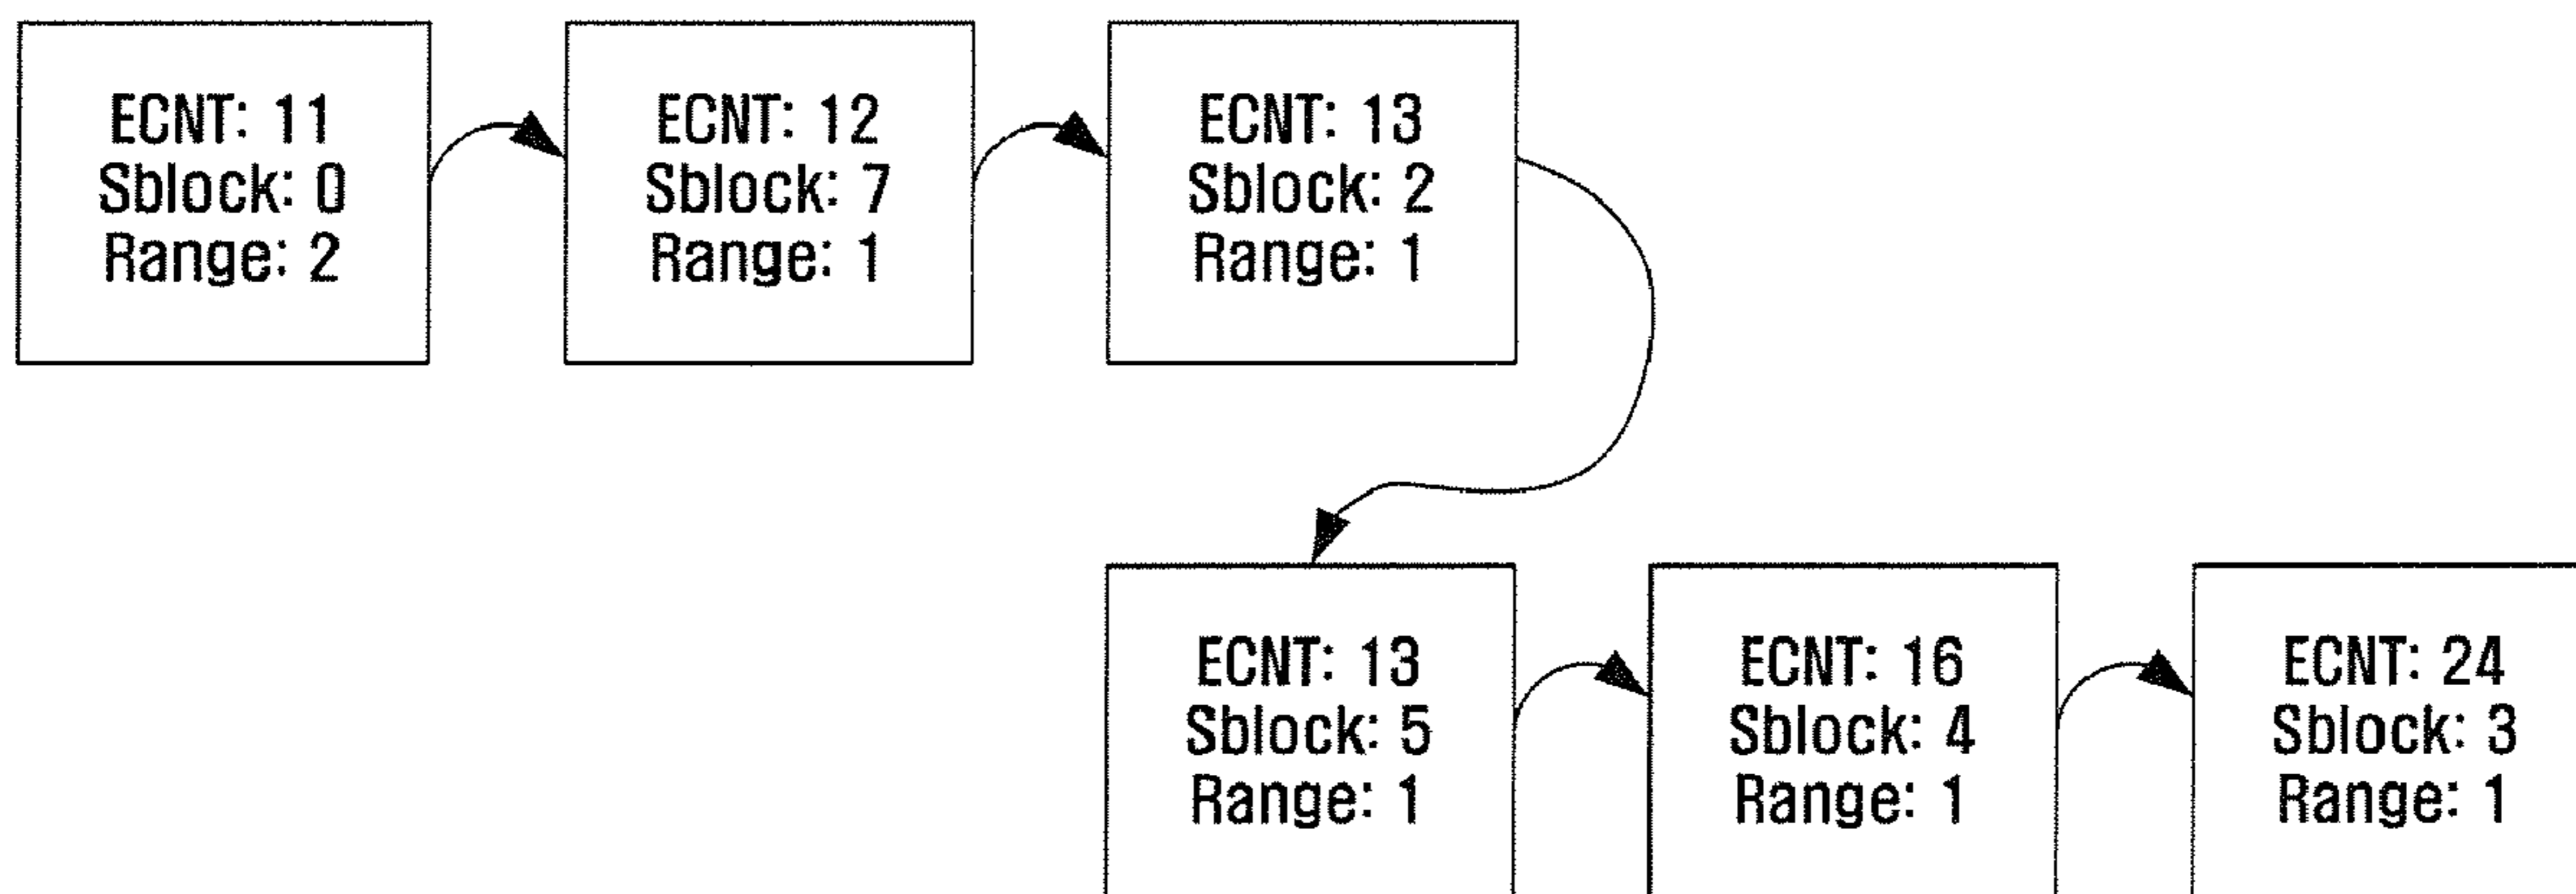 ECNT: 11
Sblock: 0
Range: 2
ECNT: 12
Sblock: 7
Range: 1
ECNT: 13
Sblock: 2
Range: 1
ECNT: 13
Sblock: 5
Range: 1
ECNT: 16
Sblock: 4
Range: 1
ECNT: 24
Sblock: 3
Range: 1